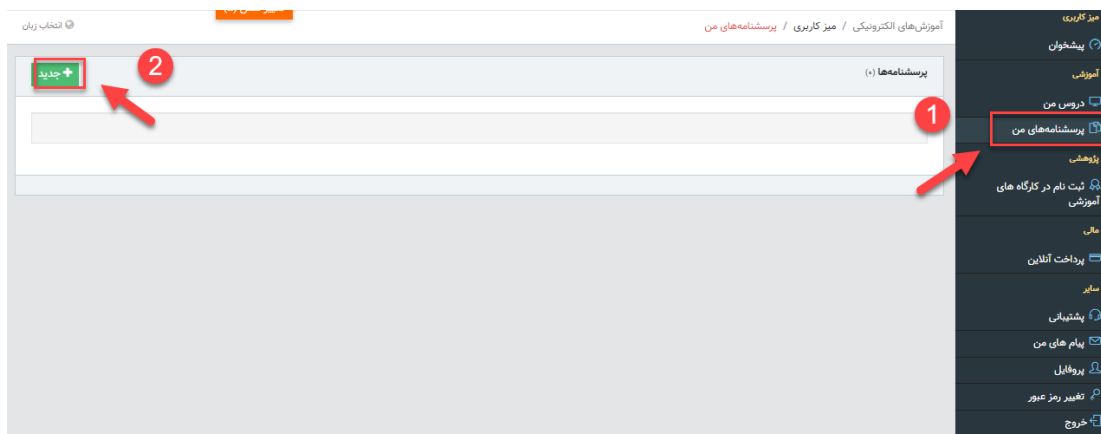 میز کاربری
پیشخوان
آموزشی
دروس من
پرسشنامه‌های من
پژوهشی
ثبت نام در کارگاه های
آموزشی
مالی
پرداخت آنلاین
سایر
پشتیبانی
پیام های من
پروفایل
تغییر رمز عبور
خروج
آموزش‌های الکترونیکی / میز کاربری / پرسشنامه‌های من
انتخاب زبان
پرسشنامه‌ها (۰)
جدید
1
2